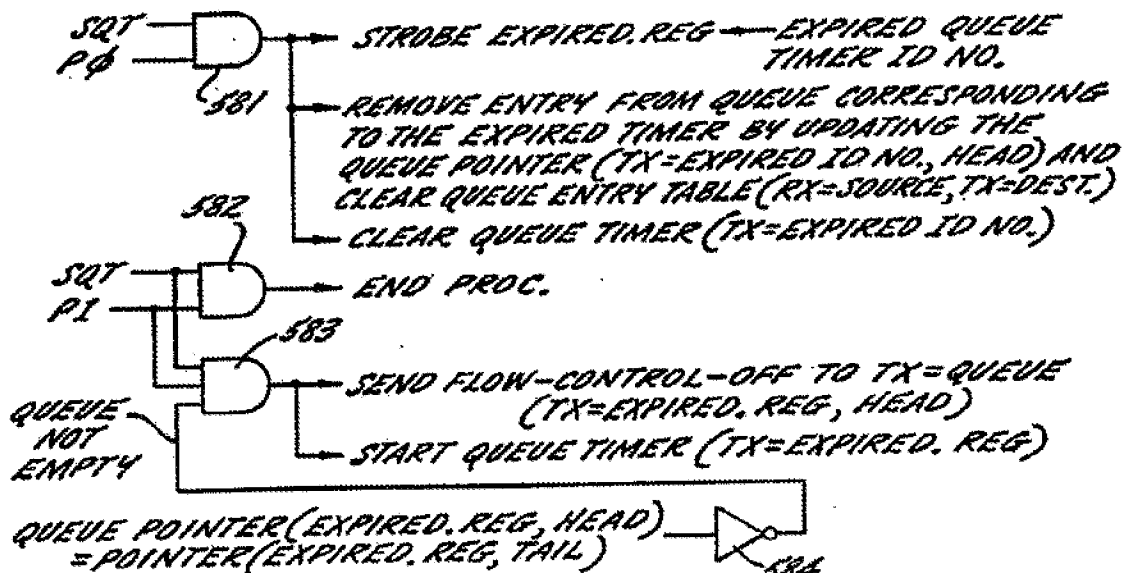 SQT
PØ
581
STROBE EXPIRED.REG ← EXPIRED QUEUE
TIMER ID NO.
REMOVE ENTRY FROM QUEUE CORRESPONDING
TO THE EXPIRED TIMER BY UPDATING THE
QUEUE POINTER (TX=EXPIRED ID NO., HEAD) AND
CLEAR QUEUE ENTRY TABLE (RX=SOURCE, TX=DEST.)
CLEAR QUEUE TIMER (TX=EXPIRED ID NO.)
582
SQT
PI
END PROC.
583
SEND FLOW-CONTROL-OFF TO TX=QUEUE
(TX=EXPIRED.REG, HEAD)
START QUEUE TIMER (TX=EXPIRED. REG)
QUEUE
NOT
EMPTY
QUEUE POINTER (EXPIRED.REG, HEAD)
=POINTER (EXPIRED.REG, TAIL)
584